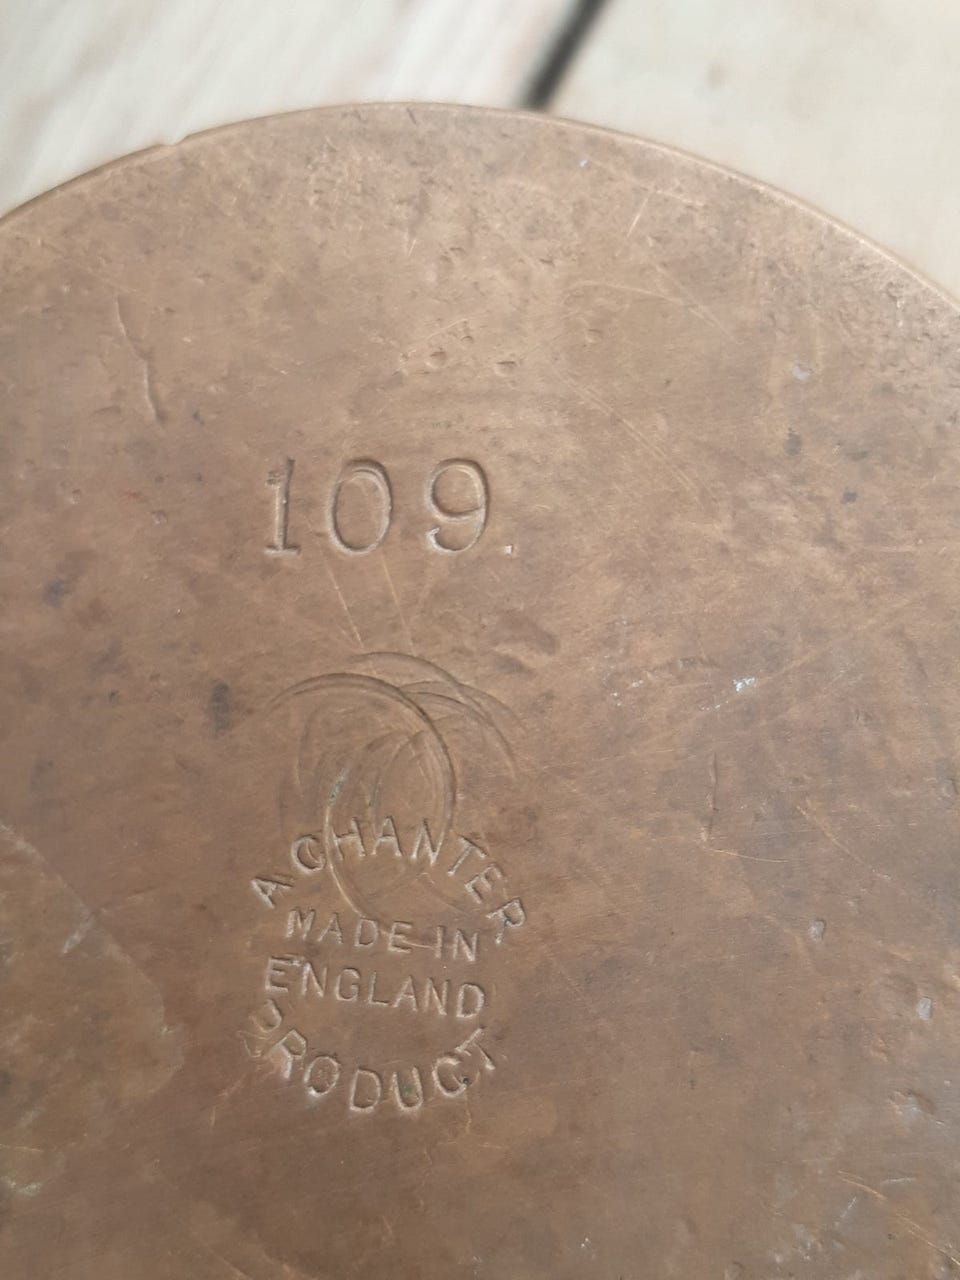 109.
A CHANTER
MADE IN
ENGLAND
PRODUCT